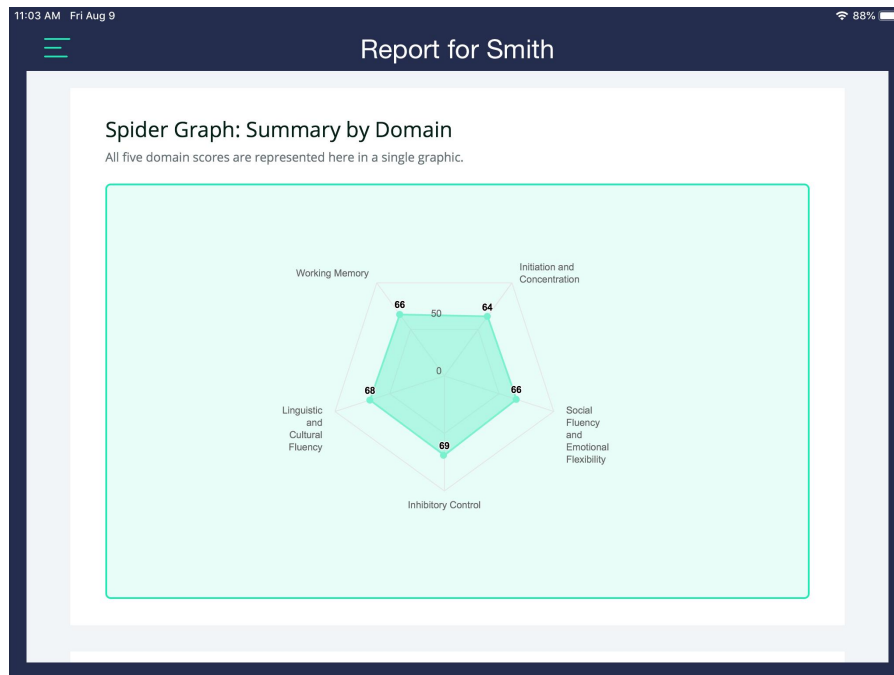 11:03 AM Fri Aug 9
88%
Report for Smith
Spider Graph: Summary by Domain
All five domain scores are represented here in a single graphic.
Working Memory
Initiation and
Concentration
66
64
50
0
68
66
Linguistic
and
Cultural
Fluency
Social
Fluency
and
Emotional
Flexibility
69
Inhibitory Control